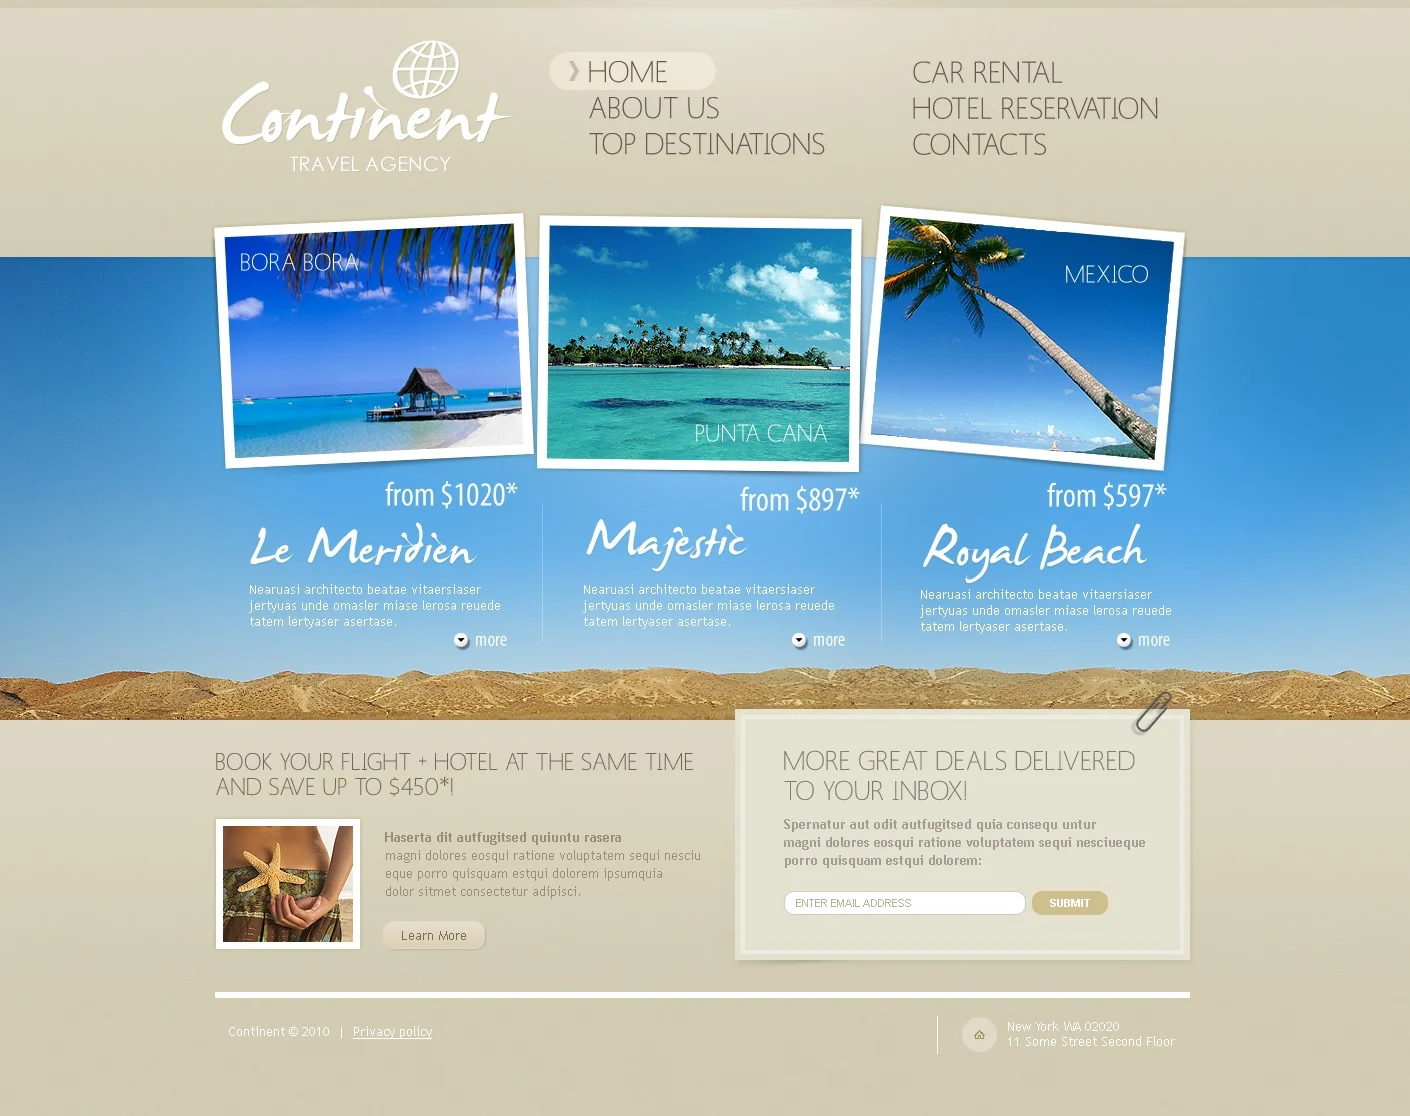 Continent
TRAVEL AGENCY
HOME
ABOUT US
TOP DESTINATIONS
CAR RENTAL
HOTEL RESERVATION
CONTACTS
BORA BORA
PUNTA CANA
MEXICO
from $1020*
Le Meridien
Nearuasi architecto beatae vitaersiaser
jertyuas unde omasler miase lerosa reuede
tatem lertyaser asertase.
more
from $897*
Majestic
Nearuasi architecto beatae vitaersiaser
jertyuas unde omasler miase lerosa reuede
tatem lertyaser asertase.
more
from $597*
Royal Beach
Nearuasi architecto beatae vitaersiaser
jertyuas unde omasler miase lerosa reuede
tatem lertyaser asertase.
more
BOOK YOUR FLIGHT + HOTEL AT THE SAME TIME
AND SAVE UP TO $450*!
Haserta dit autfugitsed quiuntu rasera
magni dolores eosqui ratione voluptatem sequi nesciu
eque porro quisquam estqui dolorem ipsumquia
dolor sitmet consectetur adipisci.
Learn More
MORE GREAT DEALS DELIVERED
TO YOUR INBOX!
Spernatur aut odit autfugitsed quia consequ untur
magni dolores eosqui ratione voluptatem sequi nesciueque
porro quisquam estqui dolorem:
ENTER EMAIL ADDRESS
SUBMIT
Continent © 2010 | Privacy policy
New York WA 02020
11 Some Street Second Floor